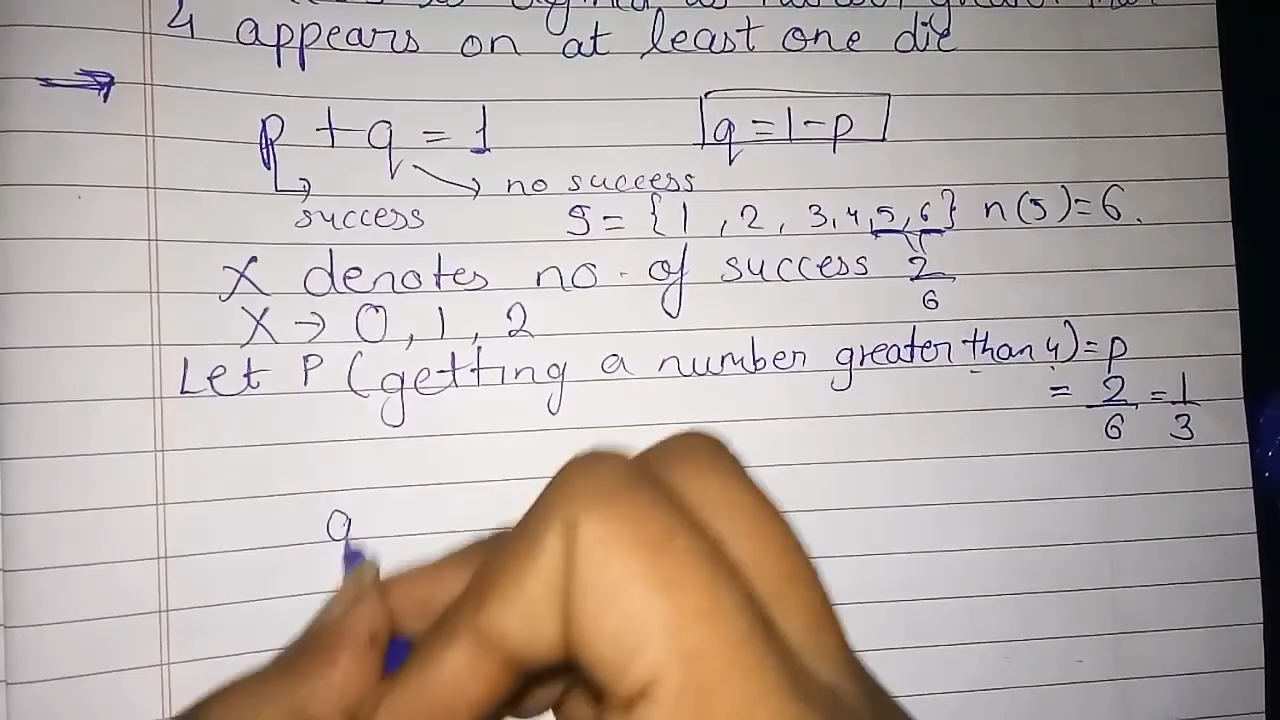 4 appears on at least one die
p + q = 1 q = 1 - p
no success
success S = {1 , 2 , 3, 4, 5, 6} n(s) = 6.
X denotes no. of success 2/6
X → 0, 1, 2
Let P (getting a number greater than 4) = p
= 2/6 = 1/3
q